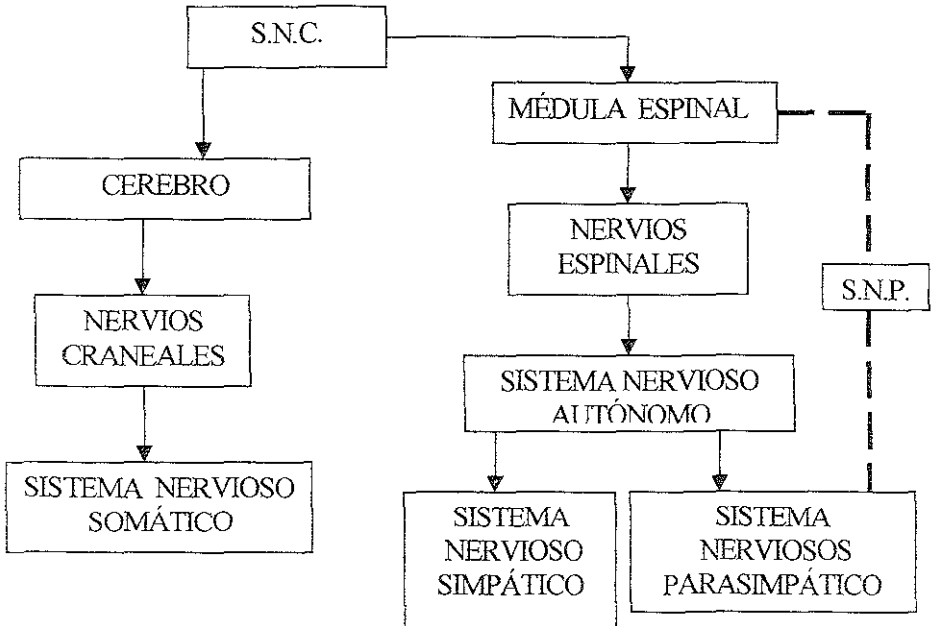 S.N.C.
MÉDULA ESPINAL
CEREBRO
NERVIOS
ESPINALES
S.N.P.
NERVIOS
CRANEALES
SISTEMA NERVIOSO
AUTÓNOMO
SISTEMA NERVIOSO
SOMÁTICO
SISTEMA
NERVIOSO
SIMPÁTICO
SISTEMA
NERVIOSOS
PARASIMPÁTICO